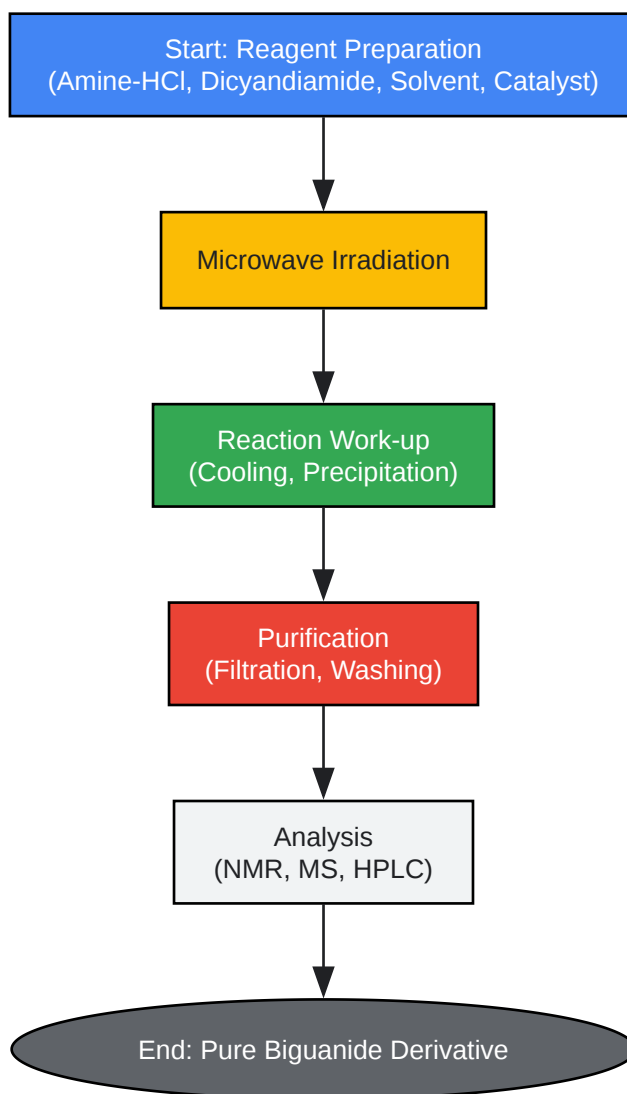 Start: Reagent Preparation
(Amine-HCl, Dicyandiamide, Solvent, Catalyst)
Microwave Irradiation
Reaction Work-up
(Cooling, Precipitation)
Purification
(Filtration, Washing)
Analysis
(NMR, MS, HPLC)
End: Pure Biguanide Derivative